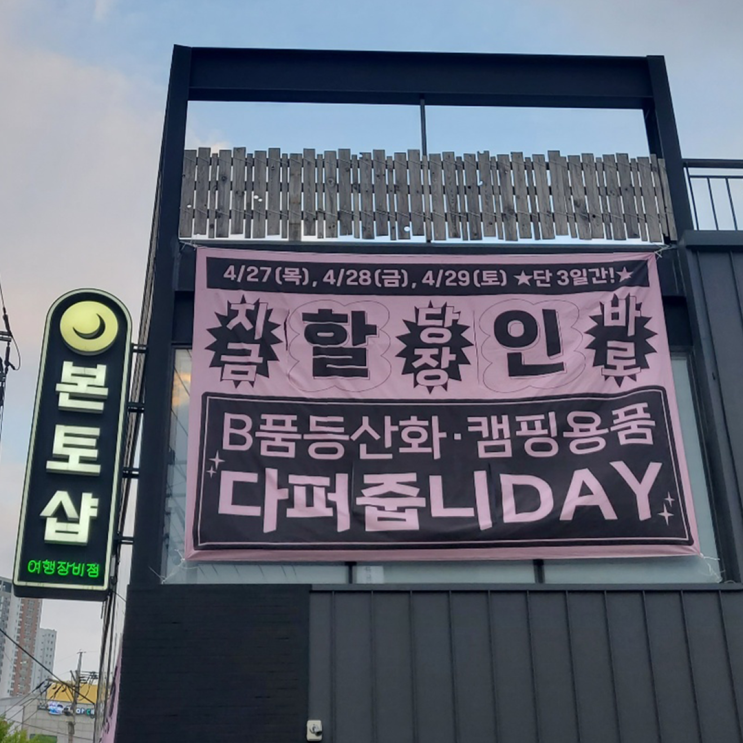 4/27(목), 4/28(금), 4/29(토) ★단 3일간!★
지금 할 당장 인 바로
B품등산화·캠핑용품
다퍼줍니DAY
본토샵
여행장비점